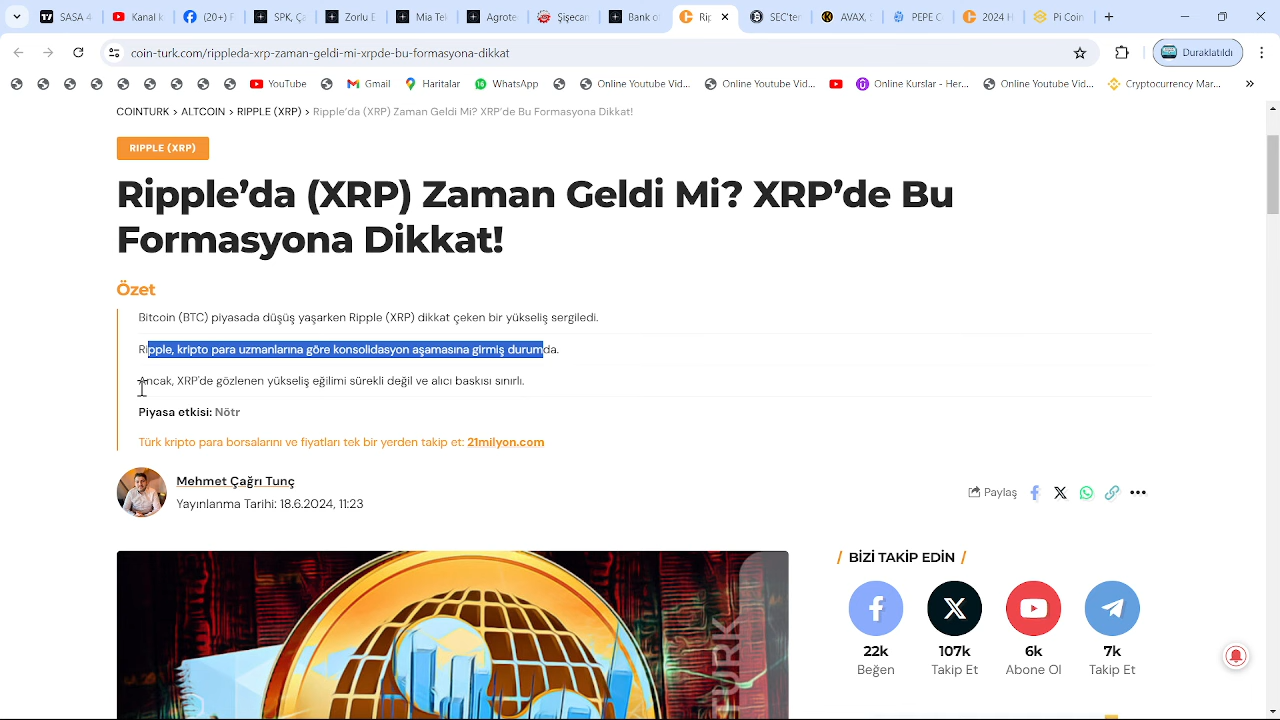 SASA
Kanal
(20+)
SPK Ça
Zorlu E
Mia Tek
Agrote
Şişecan
Bank o
Rip
SEC'ter
AVAX,
PEPE
2024 H
Pi Coin
coin-turk.com/rippleda-xrp-zaman-geldi-mi-xrpde-bu-formasyona-dikkat
Duraklatıldı
YouTube
Gmail
Haritalar
WhatsApp
Online Youtube Vid...
Online Youtube Vid...
Online Kurslar - Her...
Online Youtube Vid...
Cryptocurrency Mar...
COINTURK > ALTCOIN > RIPPLE (XRP) > Ripple’da (XRP) Zaman Geldi Mi? XRP’de Bu Formasyona Dikkat!
RIPPLE (XRP)
Ripple’da (XRP) Zaman Geldi Mi? XRP’de Bu
Formasyona Dikkat!
Özet
Bitcoin (BTC) piyasada düşüş yaşarken Ripple (XRP) dikkat çeken bir yükseliş sergiledi.
Ripple, kripto para uzmanlarına göre konsolidasyon aşamasına girmiş durumda.
Ancak, XRP'de gözlenen yükseliş eğilimi sürekli değil ve alıcı baskısı sınırlı.
Piyasa etkisi: Nötr
Türk kripto para borsalarını ve fiyatları tek bir yerden takip et: 21milyon.com
Mehmet Çağrı Tunç
Yayınlanma Tarihi: 18.6.2024, 11:23
Paylaş
BİZİ TAKİP EDİN
22k
107k
6k
7k
Beğen
Takip Et
Abone Ol
Takip Et
TURK